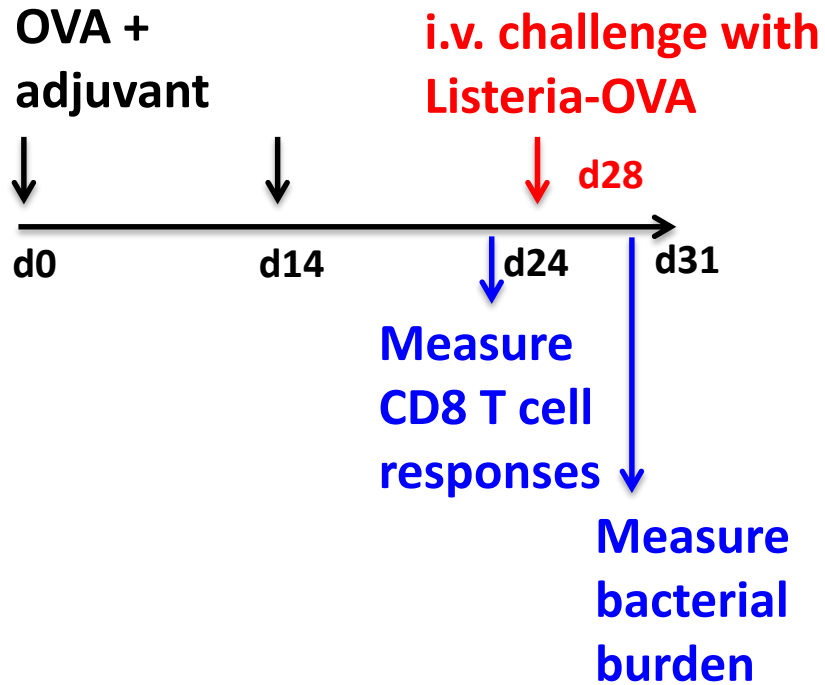 OVA +
adjuvant
i.v. challenge with
Listeria-OVA
d28
d0
d14
d24
d31
Measure
CD8 T cell
responses
Measure
bacterial
burden